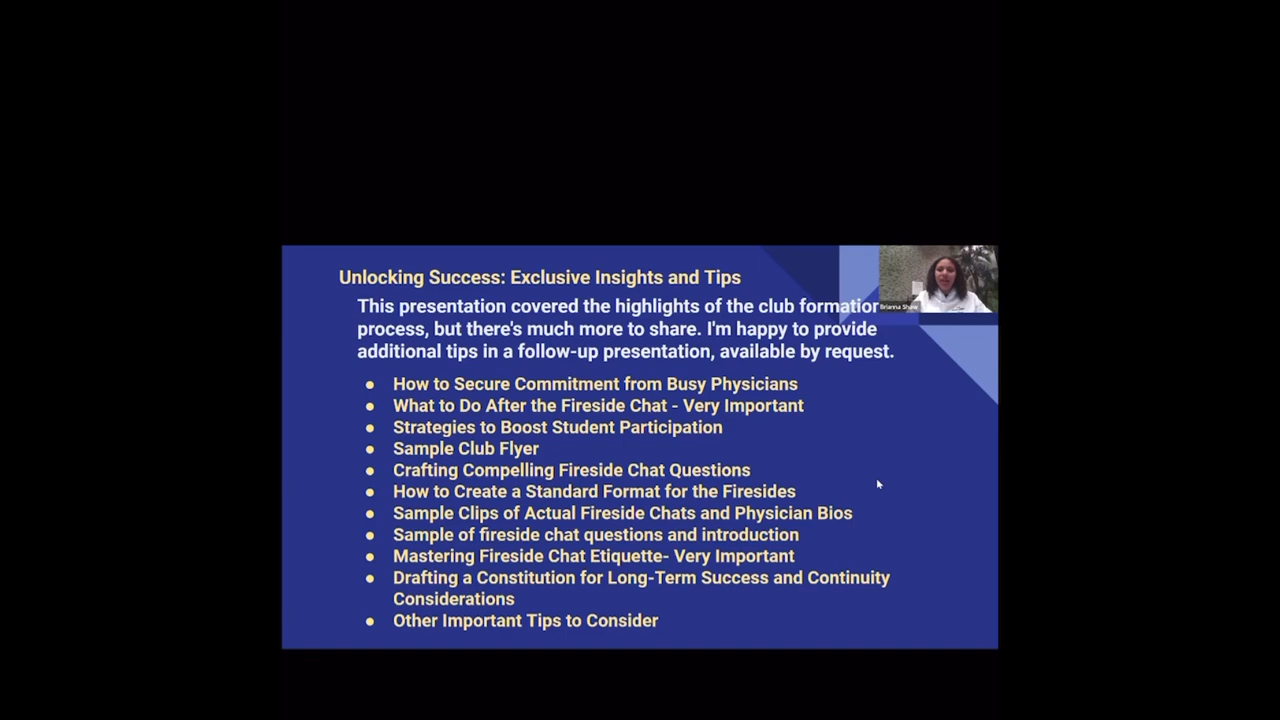 Unlocking Success: Exclusive Insights and Tips
This presentation covered the highlights of the club formation
process, but there's much more to share. I'm happy to provide
additional tips in a follow-up presentation, available by request.
● How to Secure Commitment from Busy Physicians
● What to Do After the Fireside Chat - Very Important
● Strategies to Boost Student Participation
● Sample Club Flyer
● Crafting Compelling Fireside Chat Questions
● How to Create a Standard Format for the Firesides
● Sample Clips of Actual Fireside Chats and Physician Bios
● Sample of fireside chat questions and introduction
● Mastering Fireside Chat Etiquette- Very Important
● Drafting a Constitution for Long-Term Success and Continuity
Considerations
● Other Important Tips to Consider
Brianna Shaw